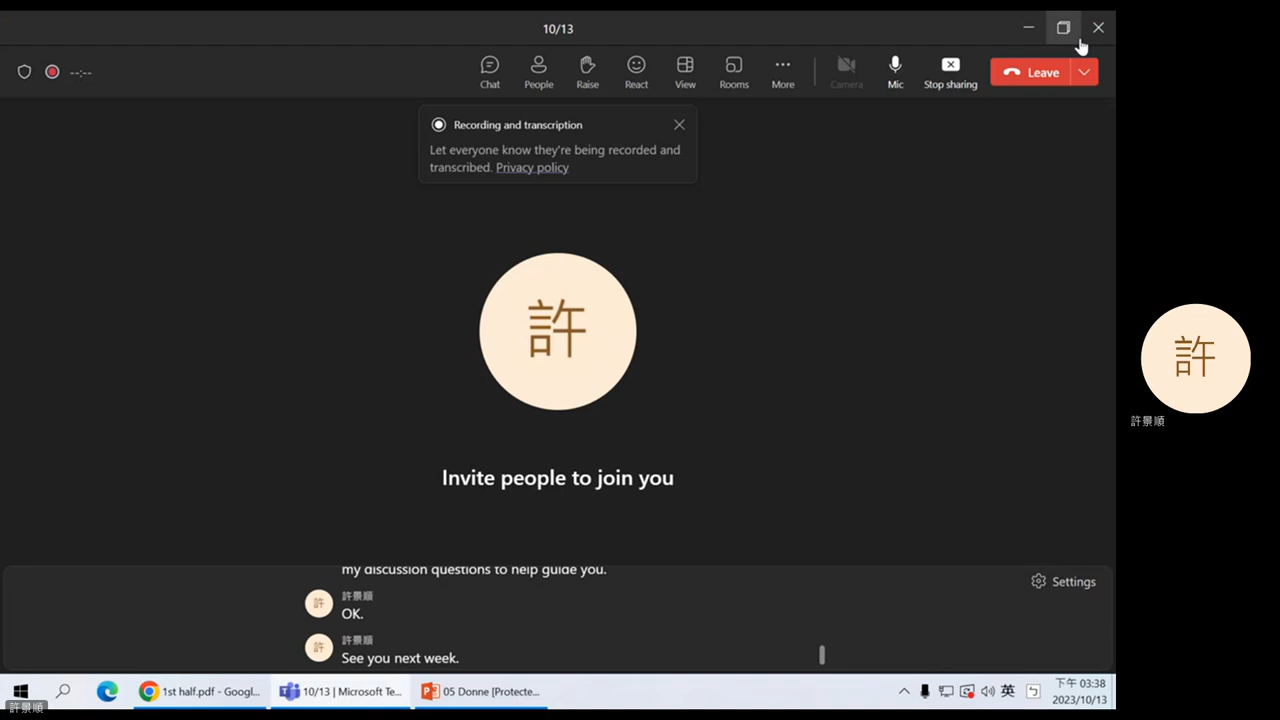 10/13
--:--
Chat
People
Raise
React
View
Rooms
More
Camera
Mic
Stop sharing
Leave
Recording and transcription
Let everyone know they're being recorded and
transcribed. Privacy policy
許
許
許景順
Invite people to join you
my discussion questions to help guide you.
Settings
許
許景順
OK.
許
許景順
See you next week.
1st half.pdf - Googl...
10/13 | Microsoft Te...
05 Donne [Protecte...
英
下午 03:38
2023/10/13
許景順